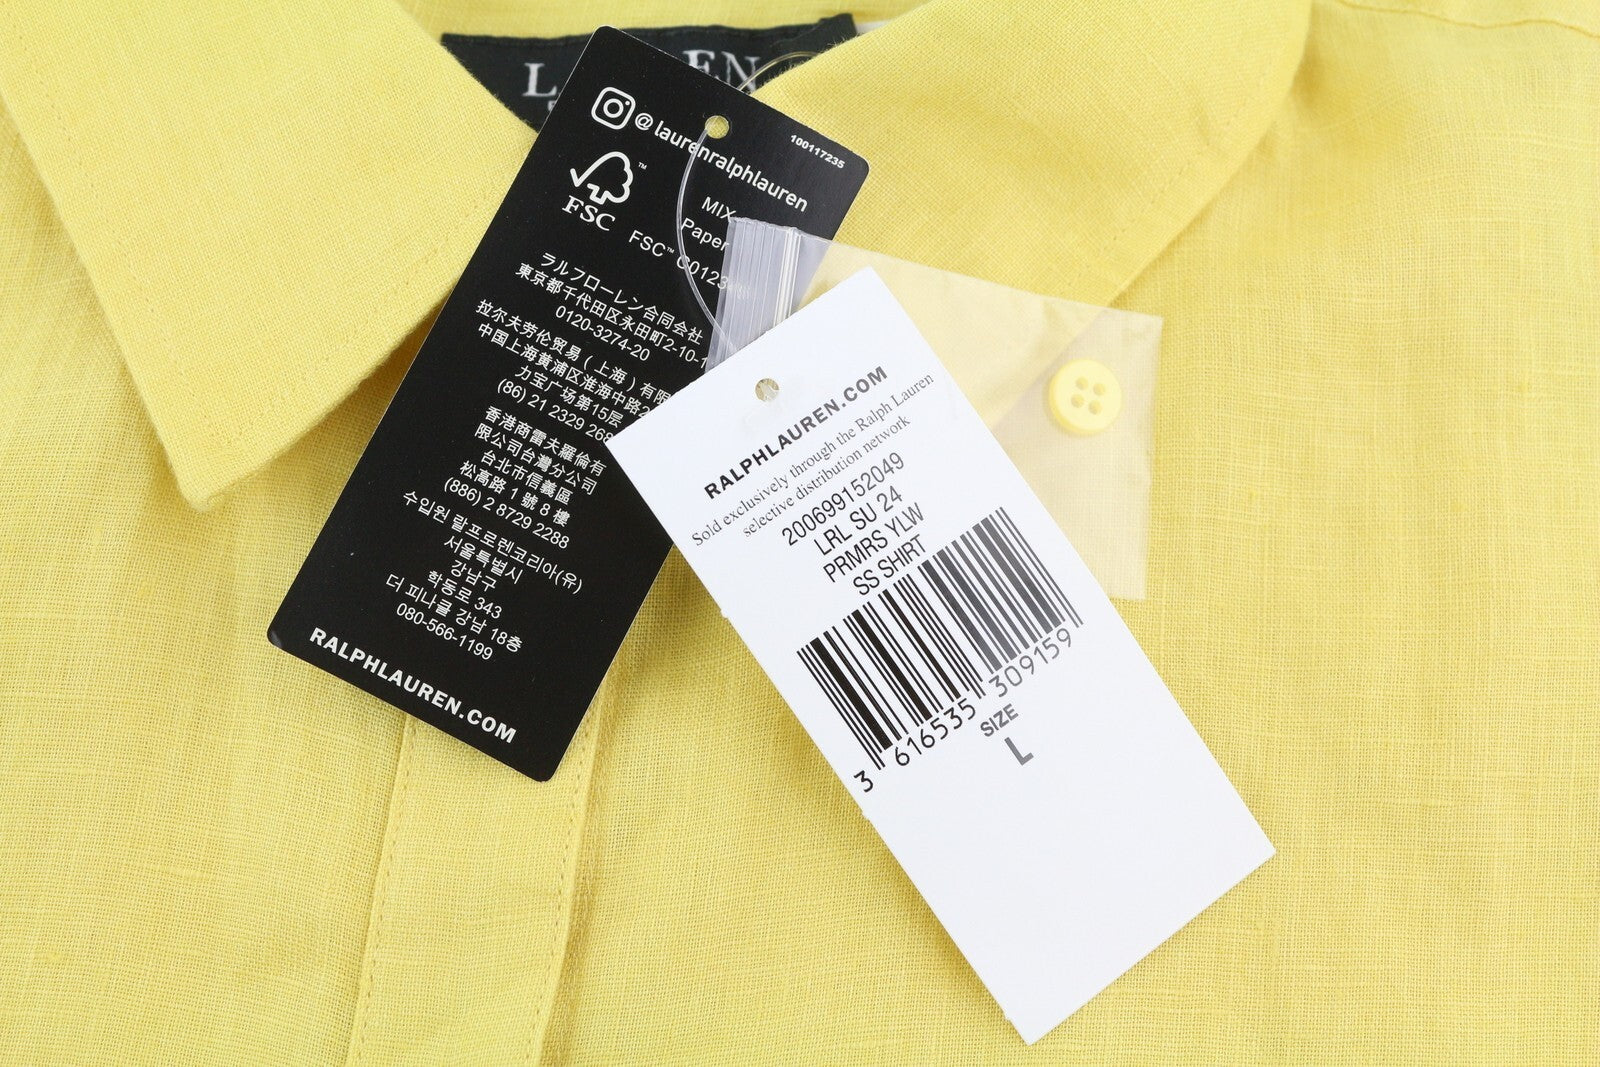 @laurenralphlauren
100117235
FSC
MIX
Paper
FSC™
ラルフローレン合同会社
東京都千代田区永田町2-10-1
0120-3274-20
拉尔夫劳伦贸易(上海)有限
中国上海黄浦区淮海中路2
力宝广场第15层
(86) 21 2329 268
香港商雷夫羅倫有
限公司台灣分公司
台北市信義區
松高路 1 號 8 樓
(886) 2 8729 2288
수입원 랄프로렌코리아(유)
서울특별시
강남구
학동로 343
더 피나클 강남 18층
080-566-1199
RALPHLAUREN.COM
RALPHLAUREN.COM
Sold exclusively through the Ralph Lauren
selective distribution network
200699152049
LRL SU 24
PRMRS YLW
SS SHIRT
3 616535 309159
SIZE
L